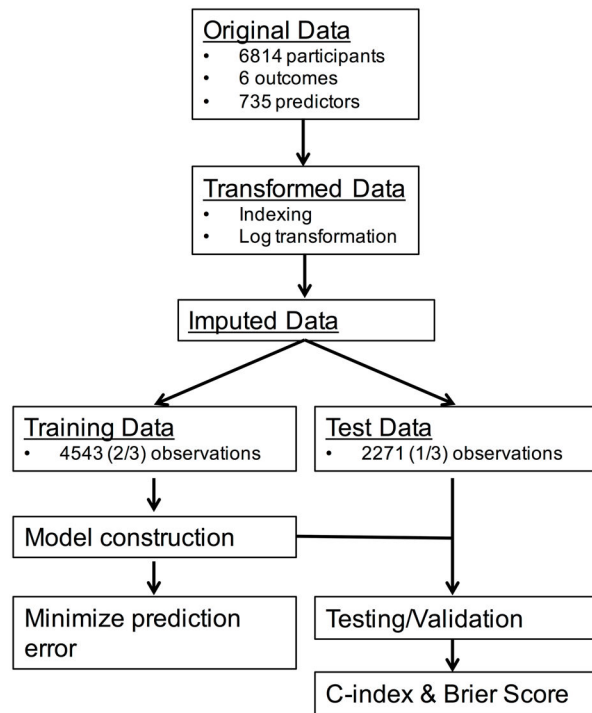 Original Data
• 6814 participants
• 6 outcomes
• 735 predictors
Transformed Data
• Indexing
• Log transformation
Imputed Data
Training Data
• 4543 (2/3) observations
Test Data
• 2271 (1/3) observations
Model construction
Minimize prediction
error
Testing/Validation
C-index & Brier Score